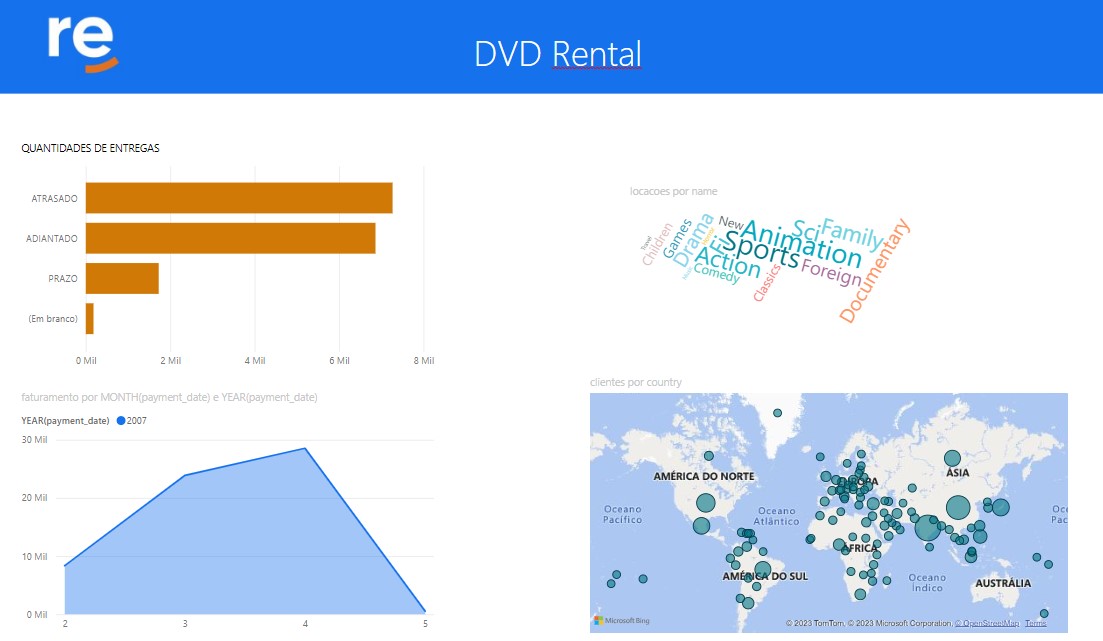 re
DVD Rental
QUANTIDADES DE ENTREGAS
ATRASADO
ADIANTADO
PRAZO
(Em branco)
0 Mil 2 Mil 4 Mil 6 Mil 8 Mil
locacoes por name
Travel
Children
Games
Drama
Horror
New
Fi
Animation
Sci
Family
Sports
Action
Comedy
Music
Classics
Foreign
Documentary
faturamento por MONTH(payment_date) e YEAR(payment_date)
YEAR(payment_date) 2007
30 Mil
20 Mil
10 Mil
0 Mil
2 3 4 5
clientes por country
AMÉRICA DO NORTE
EUROPA
ÁSIA
Oceano
Pacífico
Oceano
Atlântico
Oc
Pac
ÁFRICA
AMÉRICA DO SUL
Oceano
Índico
AUSTRÁLIA
Microsoft Bing
© 2023 TomTom, © 2023 Microsoft Corporation, © OpenStreetMap Terms